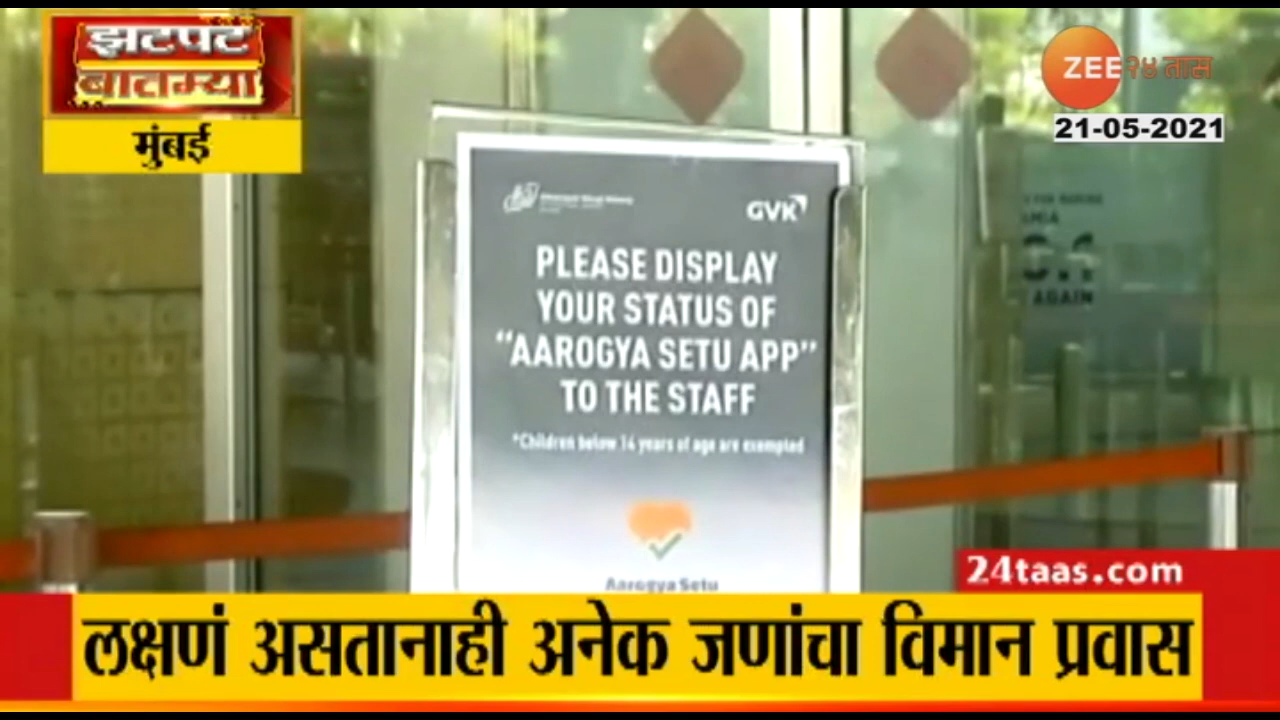 झटपट
बातम्या
मुंबई
ZEE २४ तास
21-05-2021
GVK
PLEASE DISPLAY
YOUR STATUS OF
“AAROGYA SETU APP”
TO THE STAFF
*Children below 14 years of age are exempted
Aarogya Setu
AGAIN
24taas.com
लक्षणं असतानाही अनेक जणांचा विमान प्रवास